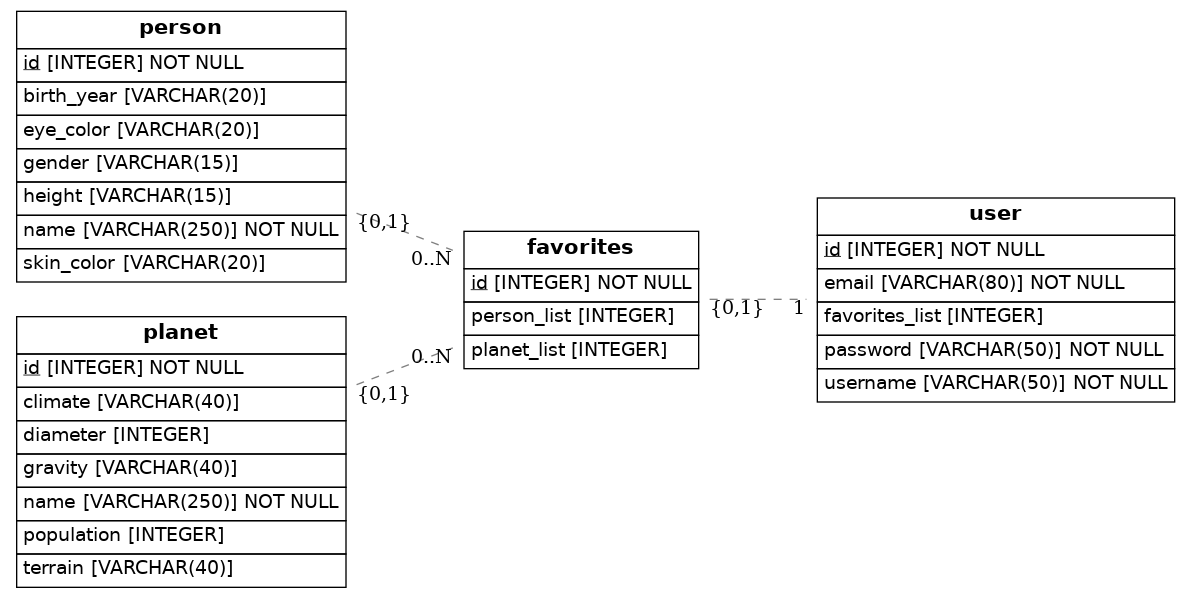 person
id [INTEGER] NOT NULL
birth_year [VARCHAR(20)]
eye_color [VARCHAR(20)]
gender [VARCHAR(15)]
height [VARCHAR(15)]
name [VARCHAR(250)] NOT NULL
skin_color [VARCHAR(20)]
planet
id [INTEGER] NOT NULL
climate [VARCHAR(40)]
diameter [INTEGER]
gravity [VARCHAR(40)]
name [VARCHAR(250)] NOT NULL
population [INTEGER]
terrain [VARCHAR(40)]
{0,1}
0..N
0..N
{0,1}
favorites
id [INTEGER] NOT NULL
person_list [INTEGER]
planet_list [INTEGER]
{0,1}
1
user
id [INTEGER] NOT NULL
email [VARCHAR(80)] NOT NULL
favorites_list [INTEGER]
password [VARCHAR(50)] NOT NULL
username [VARCHAR(50)] NOT NULL